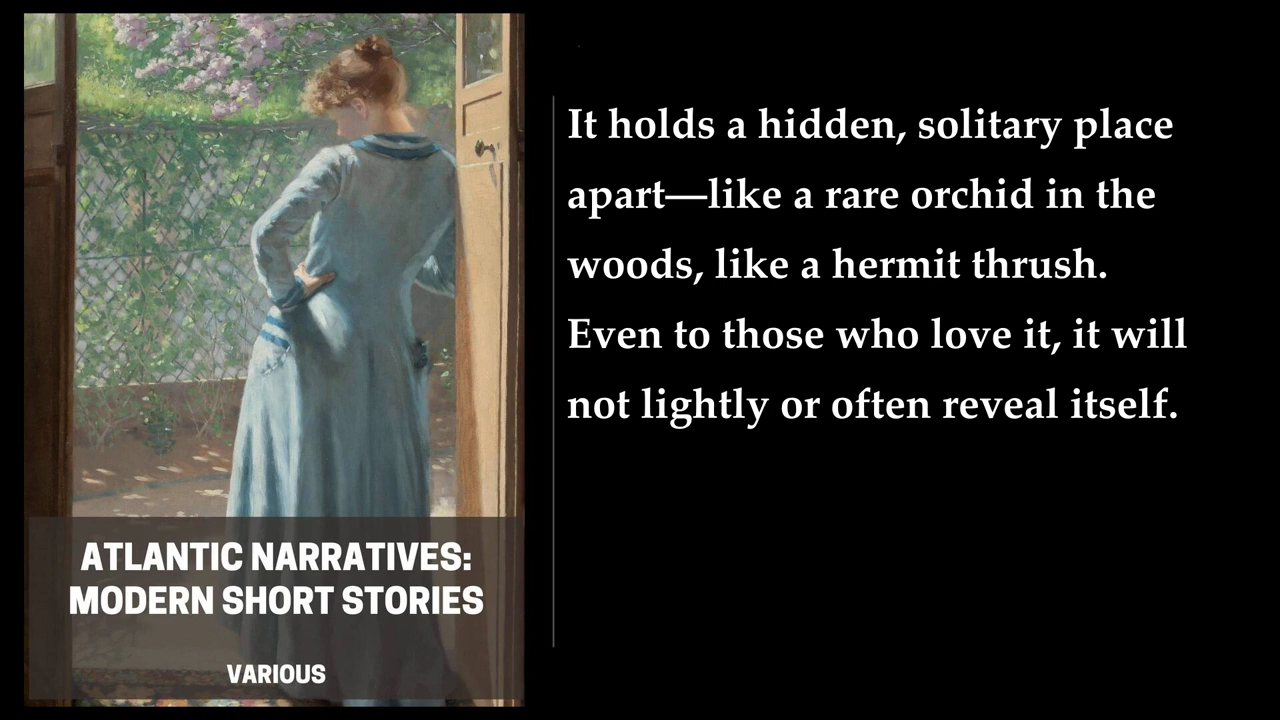 It holds a hidden, solitary place
apart—like a rare orchid in the
woods, like a hermit thrush.
Even to those who love it, it will
not lightly or often reveal itself.
ATLANTIC NARRATIVES:
MODERN SHORT STORIES
VARIOUS